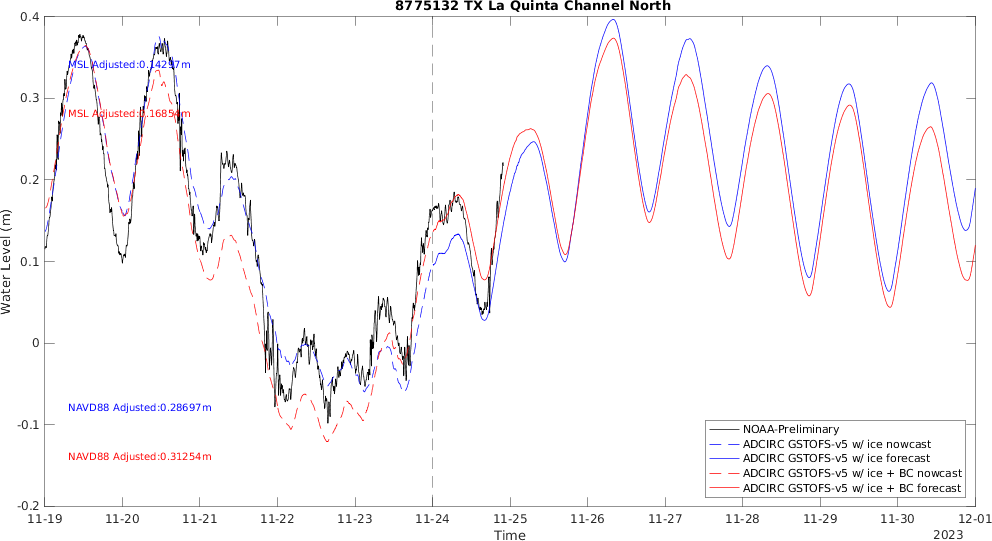 8775132 TX La Quinta Channel North
0.4
MSL Adjusted:0.14297m
0.3
MSL Adjusted:0.16854m
0.2
0.1
0
-0.1
-0.2
Water Level (m)
NAVD88 Adjusted:0.28697m
NAVD88 Adjusted:0.31254m
NOAA-Preliminary
ADCIRC GSTOFS-v5 w/ ice nowcast
ADCIRC GSTOFS-v5 w/ ice forecast
ADCIRC GSTOFS-v5 w/ ice + BC nowcast
ADCIRC GSTOFS-v5 w/ ice + BC forecast
11-19 11-20 11-21 11-22 11-23 11-24 11-25 11-26 11-27 11-28 11-29 11-30 12-01
Time
2023